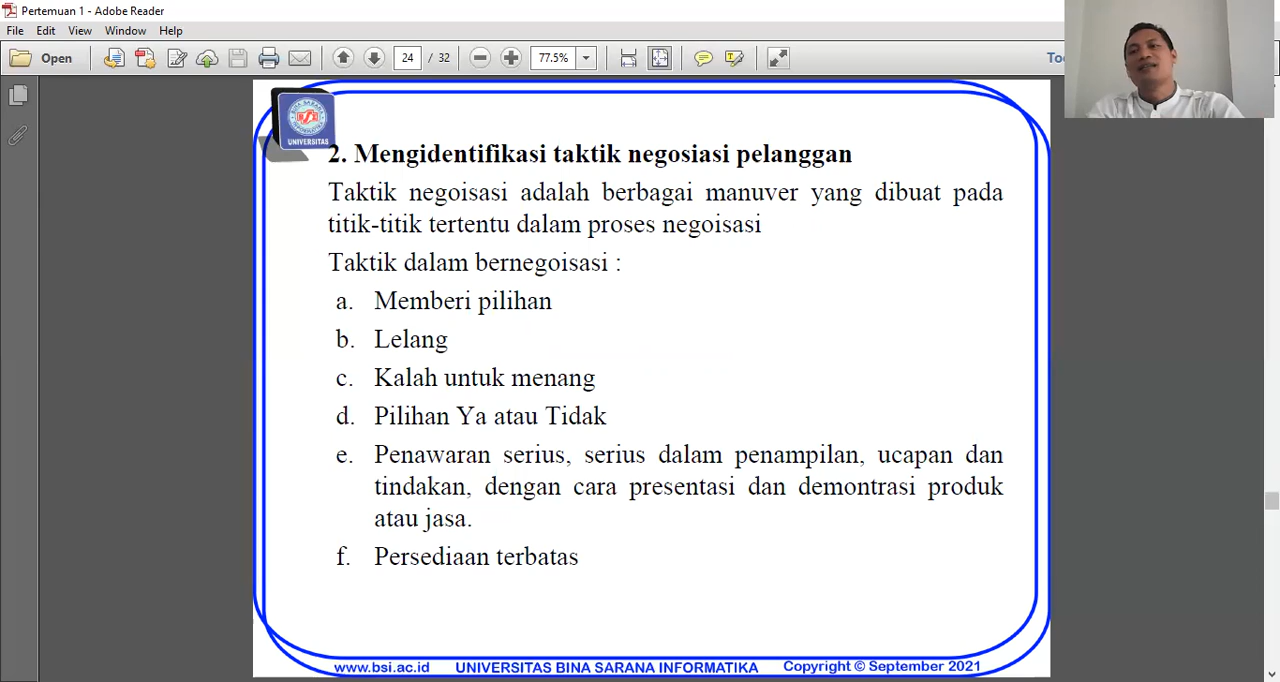 Pertemuan 1 - Adobe Reader
File Edit View Window Help
Open 24 / 32 77.5%
BINA SARANA
UNIVERSITAS
2. Mengidentifikasi taktik negosiasi pelanggan
Taktik negoisasi adalah berbagai manuver yang dibuat pada
titik-titik tertentu dalam proses negoisasi
Taktik dalam bernegoisasi :
a. Memberi pilihan
b. Lelang
c. Kalah untuk menang
d. Pilihan Ya atau Tidak
e. Penawaran serius, serius dalam penampilan, ucapan dan
tindakan, dengan cara presentasi dan demontrasi produk
atau jasa.
f. Persediaan terbatas
www.bsi.ac.id UNIVERSITAS BINA SARANA INFORMATIKA Copyright © September 2021